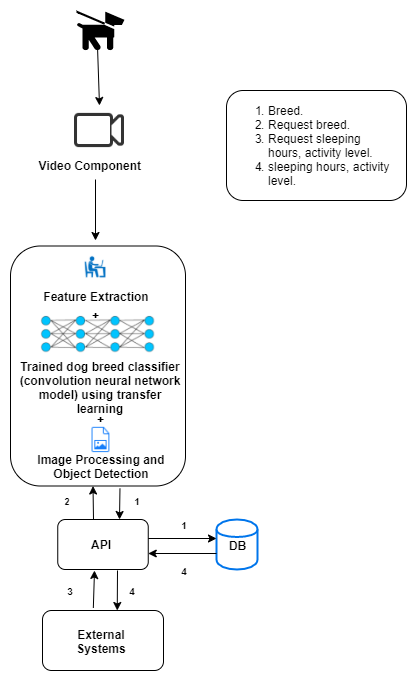 Video Component
1. Breed.
2. Request breed.
3. Request sleeping
hours, activity level.
4. sleeping hours, activity
level.
Feature Extraction
+
Trained dog breed classifier
(convolution neural network
model) using transfer
learning
+
Image Processing and
Object Detection
2
1
API
1
4
DB
3
4
External
Systems